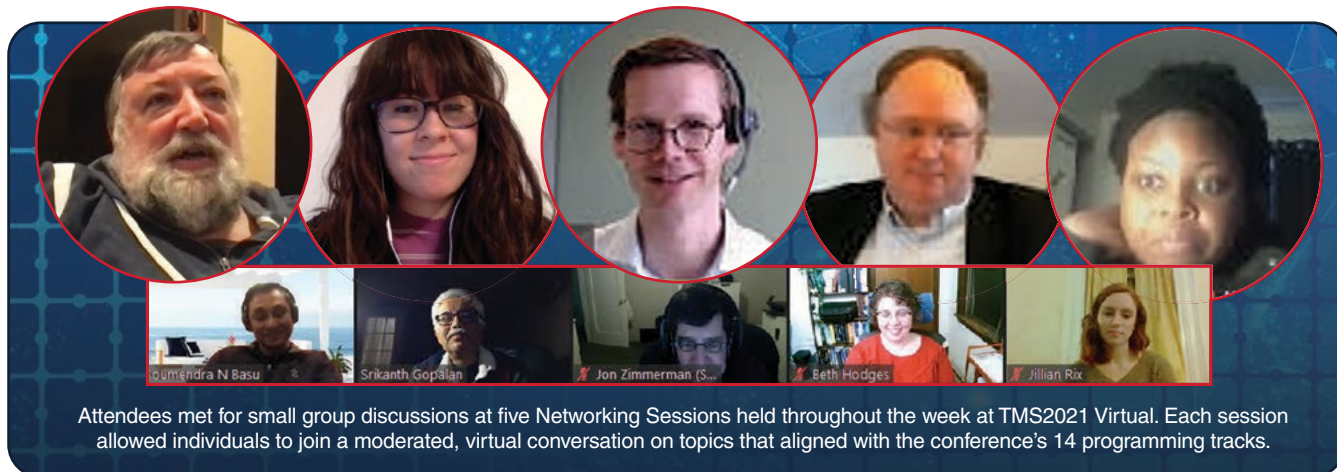 oumendra N Basu
Srikanth Gopalan
Jon Zimmerman (S...
Beth Hodges
Jillian Rix
Attendees met for small group discussions at five Networking Sessions held throughout the week at TMS2021 Virtual. Each session
allowed individuals to join a moderated, virtual conversation on topics that aligned with the conference's 14 programming tracks.